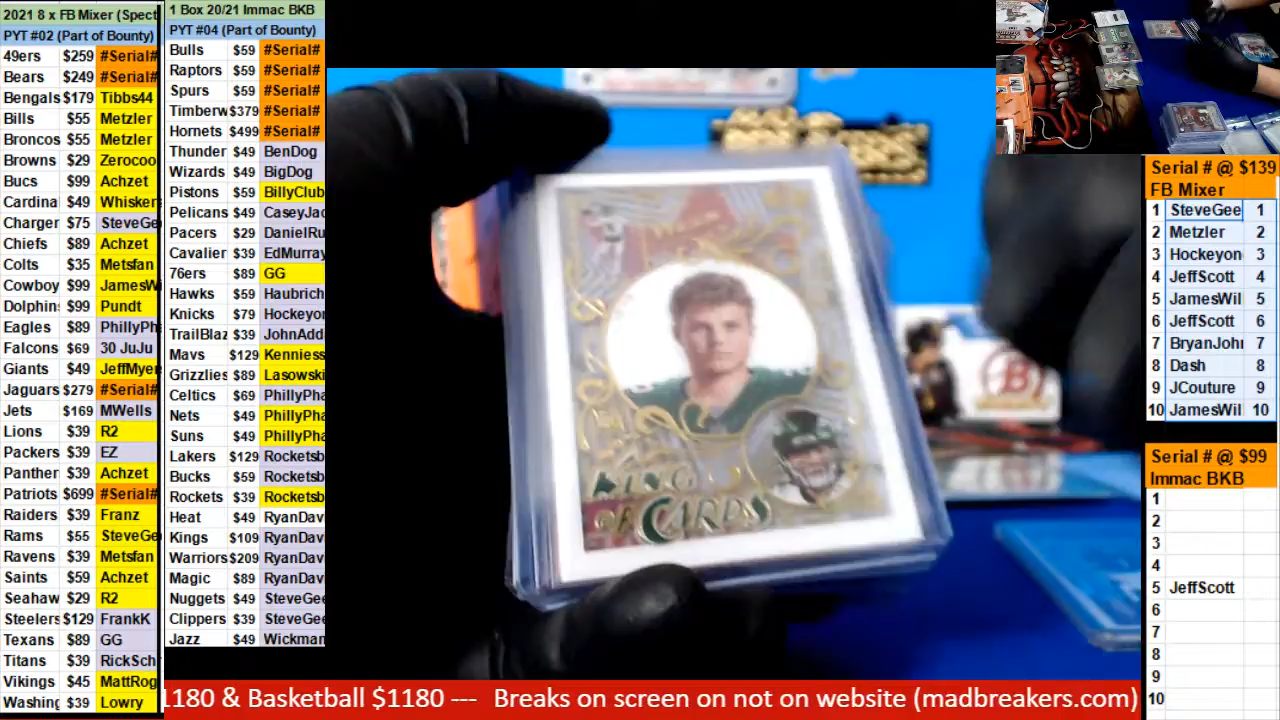 2021 8 x FB Mixer (Spect
PYT #02 (Part of Bounty)
49ers $259 #Serial#
Bears $249 #Serial#
Bengals $179 Tibbs44
Bills $55 Metzler
Broncos $55 Metzler
Browns $29 Zerocoo
Bucs $99 Achzet
Cardina $49 Whisker
Charger $75 SteveGe
Chiefs $89 Achzet
Colts $35 Metsfan
Cowboy $99 JamesWi
Dolphin $99 Pundt
Eagles $89 PhillyPh
Falcons $69 30 JuJu
Giants $49 JeffMyer
Jaguars $279 #Serial#
Jets $169 MWells
Lions $39 R2
Packers $39 EZ
Panther $39 Achzet
Patriots $699 #Serial#
Raiders $39 Franz
Rams $55 SteveGe
Ravens $39 Metsfan
Saints $59 Achzet
Seahaw $29 R2
Steelers $129 FrankK
Texans $89 GG
Titans $39 RickSch
Vikings $45 MattRog
Washing $39 Lowry
1 Box 20/21 Immac BKB
PYT #04 (Part of Bounty)
Bulls $59 #Serial#
Raptors $59 #Serial#
Spurs $59 #Serial#
Timberw $379 #Serial#
Hornets $499 #Serial#
Thunder $49 BenDog
Wizards $49 BigDog
Pistons $59 BillyClub
Pelicans $49 CaseyJac
Pacers $29 DanielRu
Cavalier $39 EdMurray
76ers $89 GG
Hawks $59 Haubrich
Knicks $79 Hockeyor
TrailBlaz $39 JohnAdd
Mavs $129 Kenniess
Grizzlies $89 Lasowski
Celtics $69 PhillyPha
Nets $49 PhillyPha
Suns $49 PhillyPha
Lakers $129 Rocketsb
Bucks $59 Rocketsb
Rockets $39 Rocketsb
Heat $49 RyanDav
Kings $109 RyanDav
Warriors $209 RyanDav
Magic $89 RyanDav
Nuggets $49 SteveGee
Clippers $39 SteveGee
Jazz $49 Wickman
KING
OF CARDS
Serial # @ $139
FB Mixer
1 SteveGee 1
2 Metzler 2
3 Hockeyon 3
4 JeffScott 4
5 JamesWil 5
6 JeffScott 6
7 BryanJohr 7
8 Dash 8
9 JCouture 9
10 JamesWil 10
Serial # @ $99
Immac BKB
1
2
3
4
5 JeffScott
6
7
8
9
10
1180 & Basketball $1180 --- Breaks on screen on not on website (madbreakers.com)